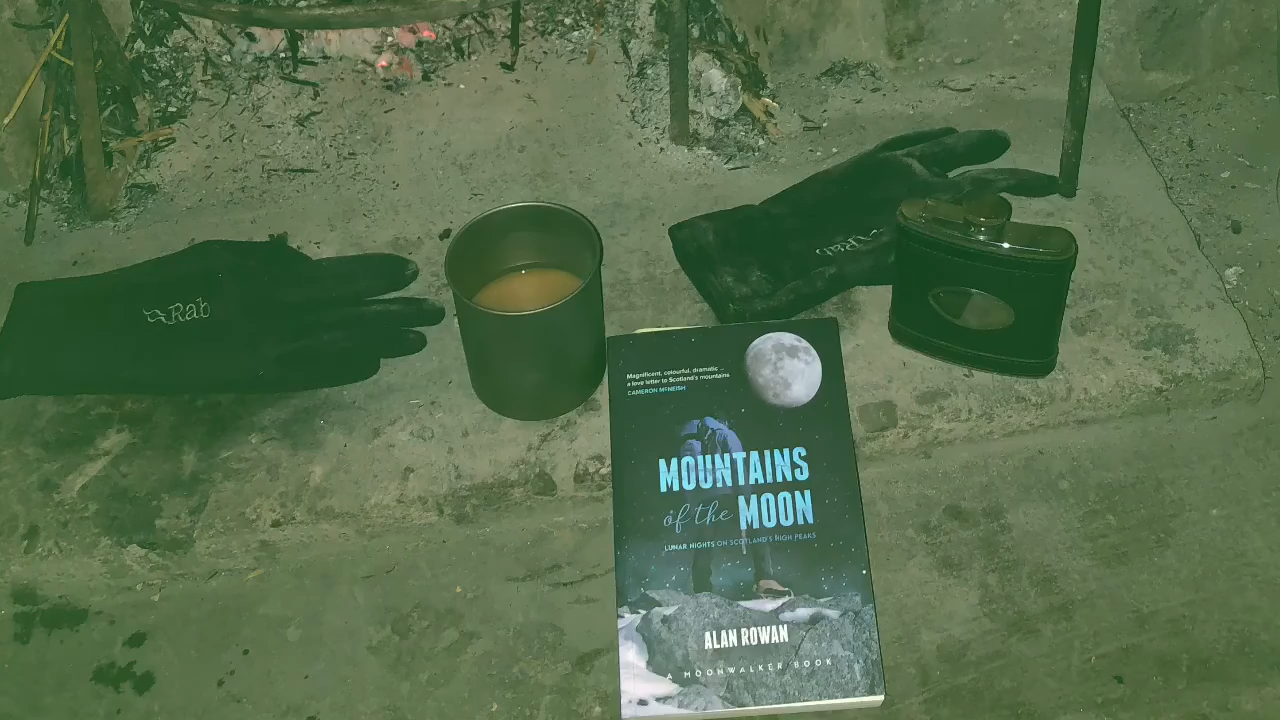 Rab
Rab
Magnificent, colourful, dramatic ...
a love letter to Scotland's mountains
CAMERON McNEISH
MOUNTAINS
of the MOON
LUNAR NIGHTS ON SCOTLAND'S HIGH PEAKS
ALAN ROWAN
A MOONWALKER BOOK